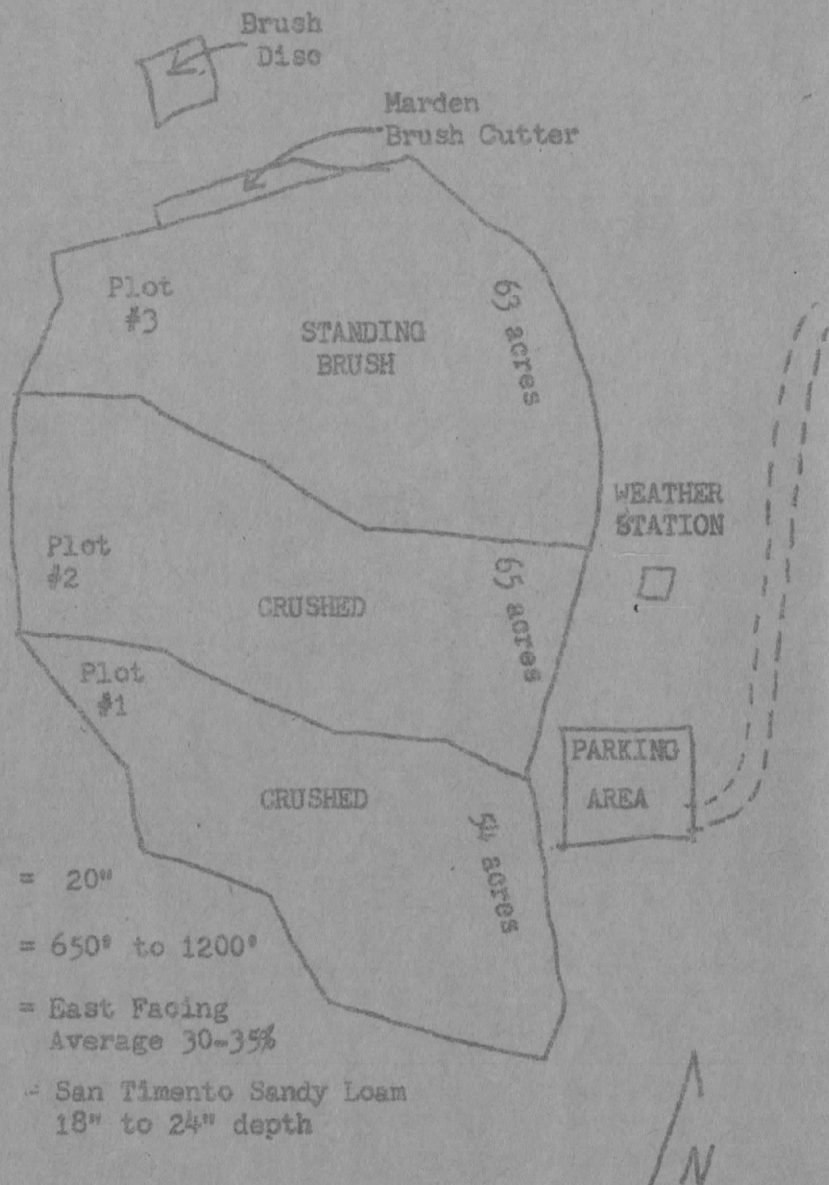 Brush
Disc
Marden
Brush Cutter
Plot
#3
STANDING
BRUSH
63 acres
WEATHER
STATION
Plot
#2
CRUSHED
65 acres
Plot
#1
CRUSHED
54 acres
PARKING
AREA
= 20"
= 650' to 1200'
= East Facing
Average 30-35%
- San Timento Sandy Loam
18" to 24" depth
N